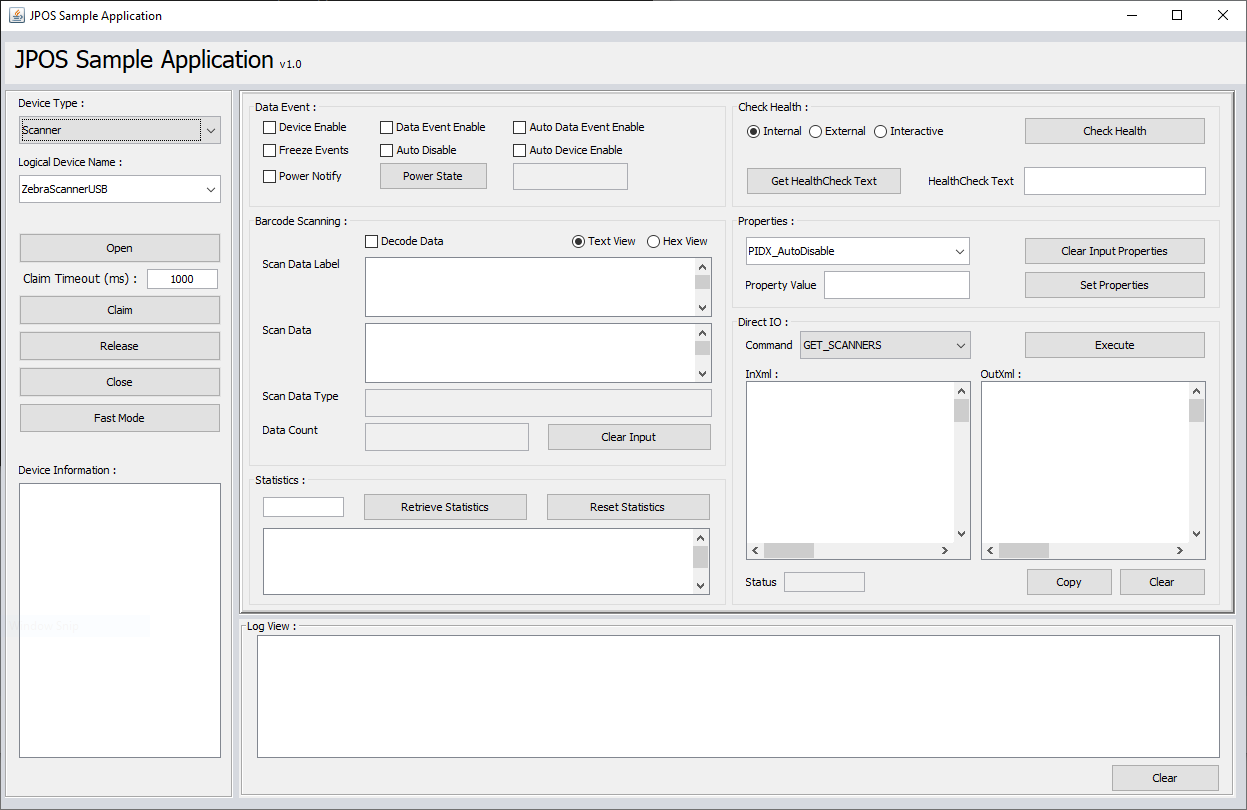 JPOS Sample Application
JPOS Sample Application v1.0
Device Type :
Scanner
Logical Device Name :
ZebraScannerUSB
Open
Claim Timeout (ms) : 1000
Claim
Release
Close
Fast Mode
Device Information :
Data Event :
Device Enable Data Event Enable Auto Data Event Enable
Freeze Events Auto Disable Auto Device Enable
Power Notify Power State
Barcode Scanning :
Decode Data Text View Hex View
Scan Data Label
Scan Data
Scan Data Type
Data Count Clear Input
Statistics :
Retrieve Statistics Reset Statistics
Check Health :
Internal External Interactive Check Health
Get HealthCheck Text HealthCheck Text
Properties :
PIDX_AutoDisable Clear Input Properties
Property Value Set Properties
Direct IO :
Command GET_SCANNERS Execute
InXml : OutXml :
Status Copy Clear
Log View :
Clear